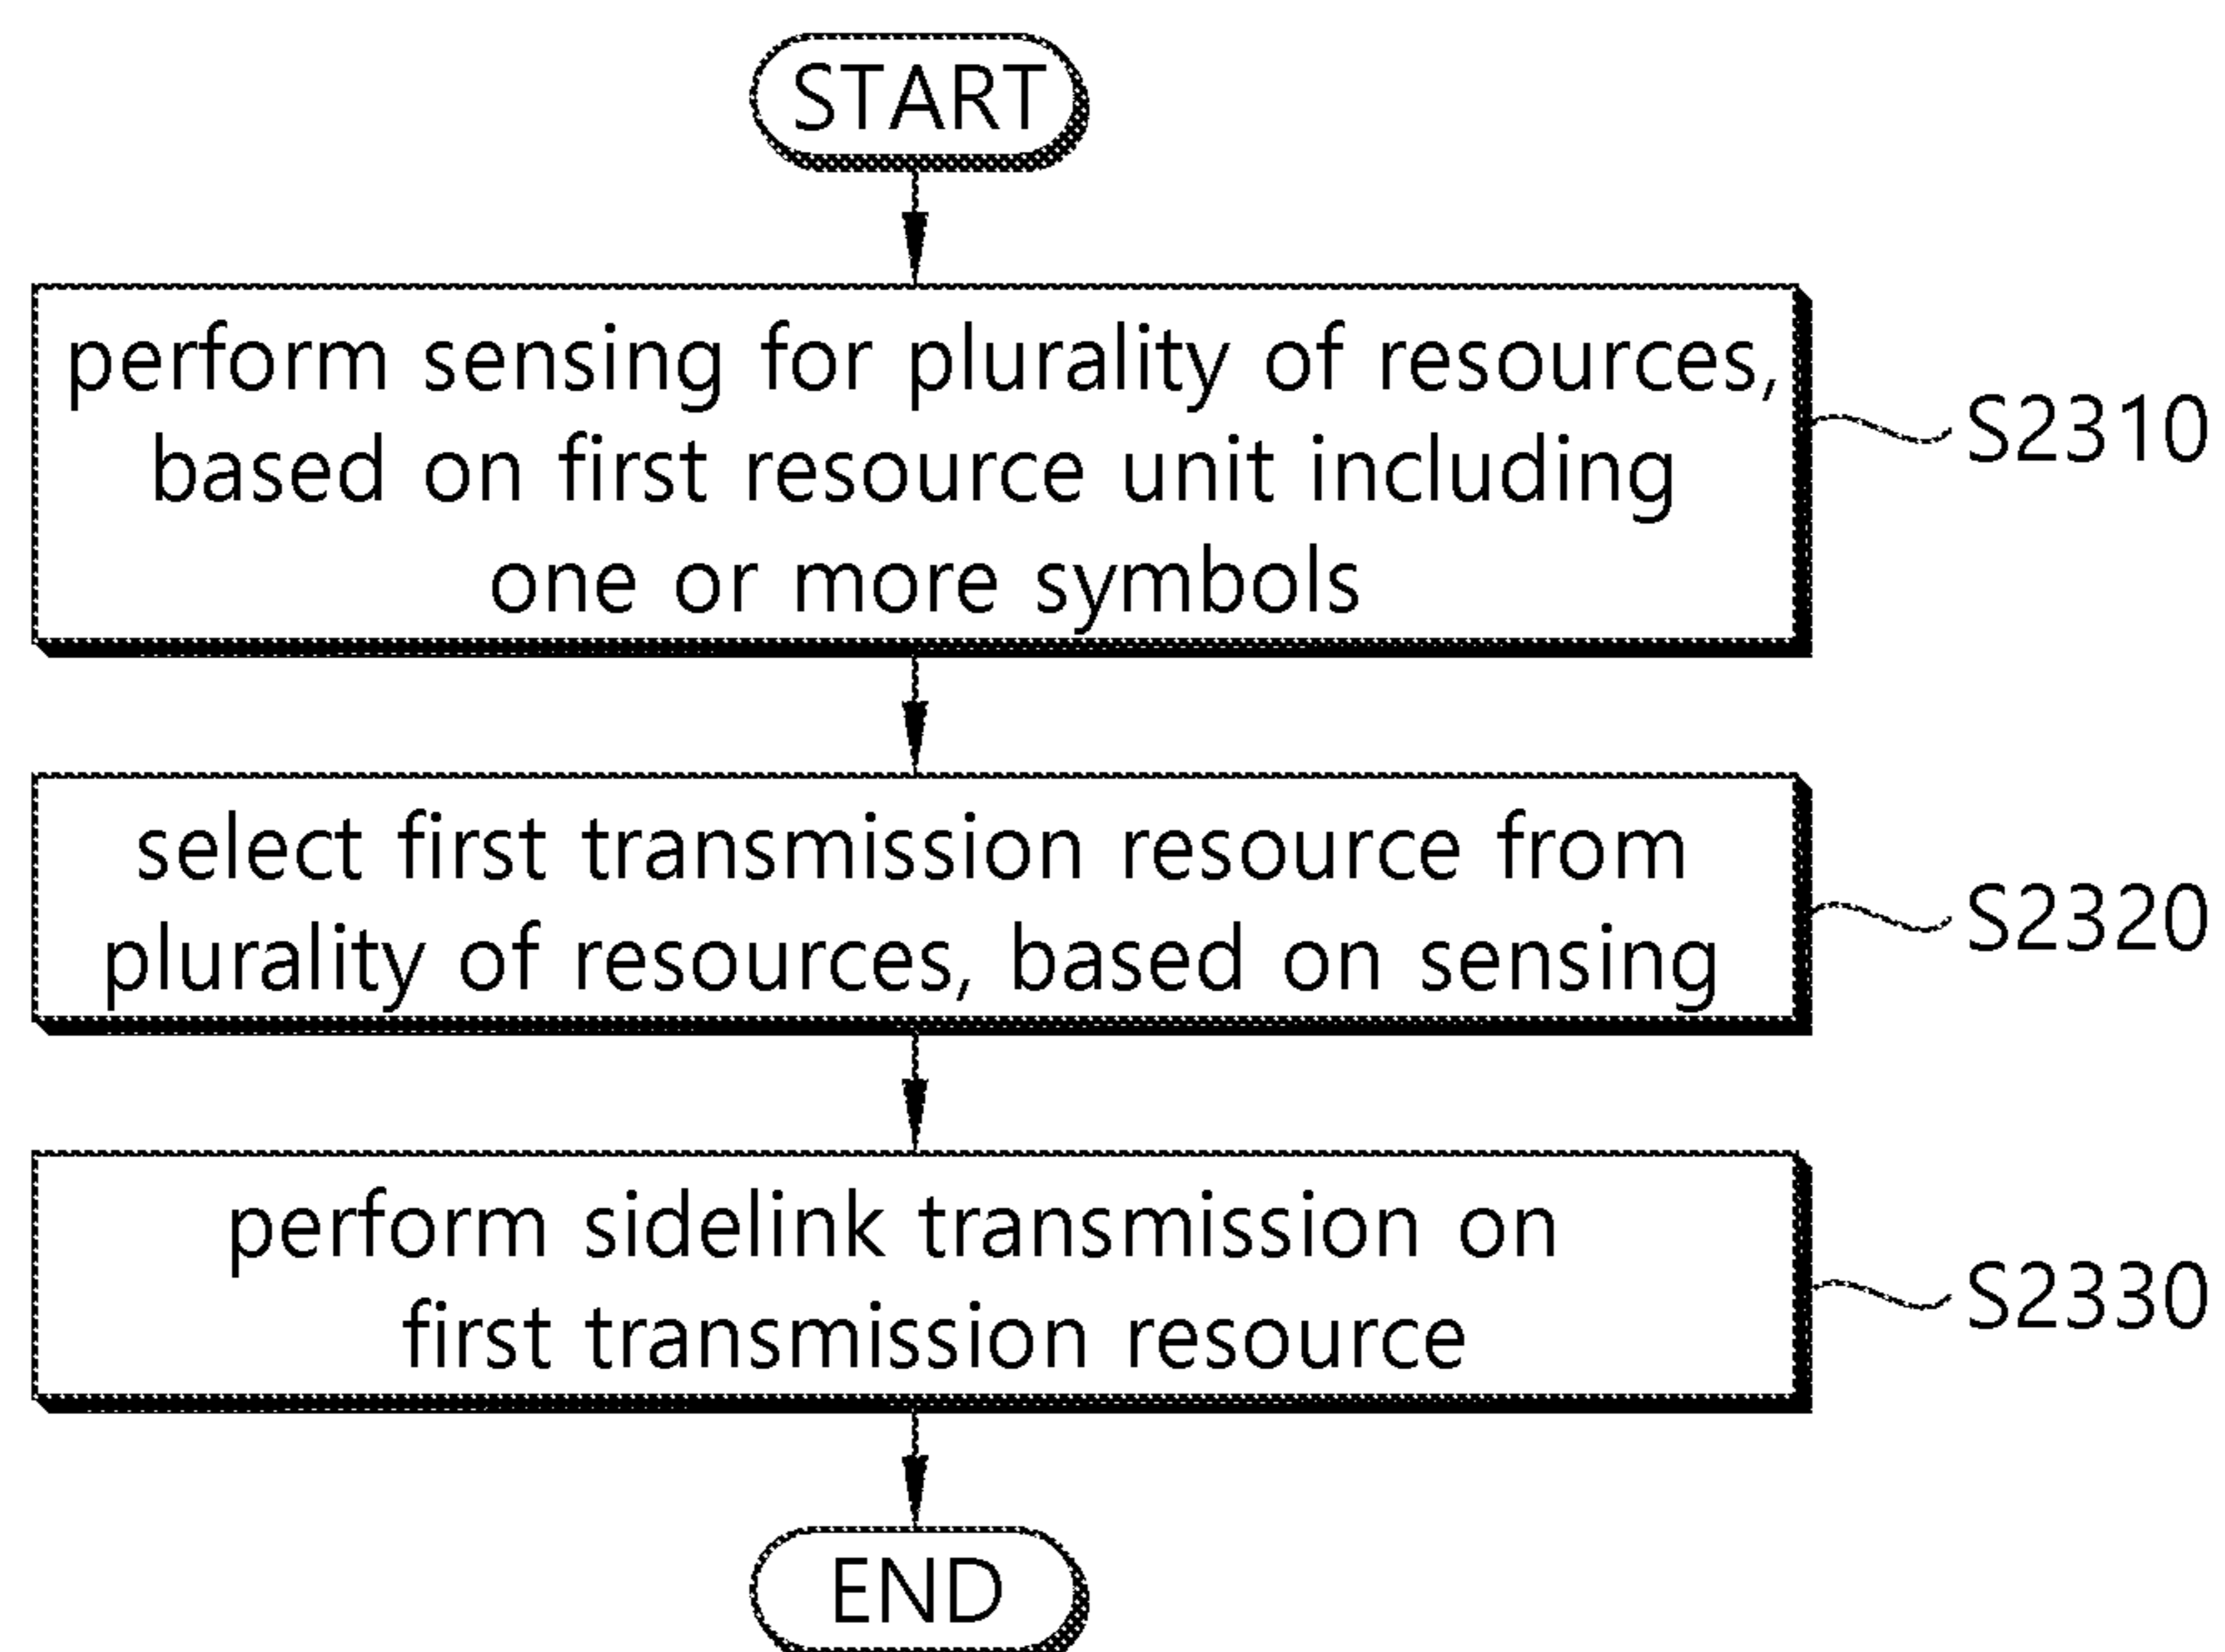 START
perform sensing for plurality of resources,
based on first resource unit including
one or more symbols
S2310
select first transmission resource from
plurality of resources, based on sensing
S2320
perform sidelink transmission on
first transmission resource
S2330
END